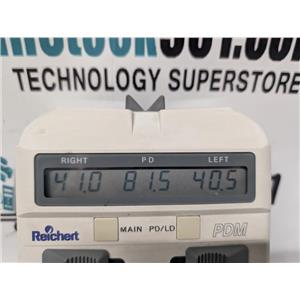 TECHNOLOGY SUPERSTORE
RIGHT PD LEFT
41.0 81.5 40.5
Reichert MAIN PD/LD PDM